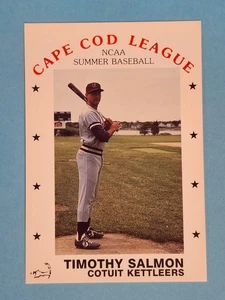 CAPE COD LEAGUE
NCAA
SUMMER BASEBALL
TIMOTHY SALMON
COTUIT KETTLEERS